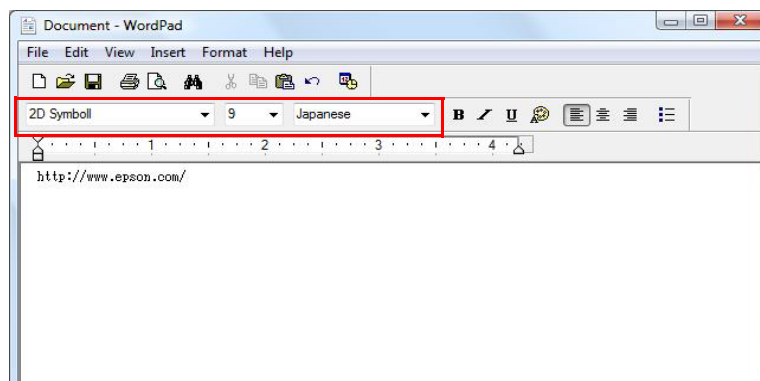 Document - WordPad
File Edit View Insert Format Help
2D Symboll 9 Japanese B U
1 2 3 4
http://www.epson.com/